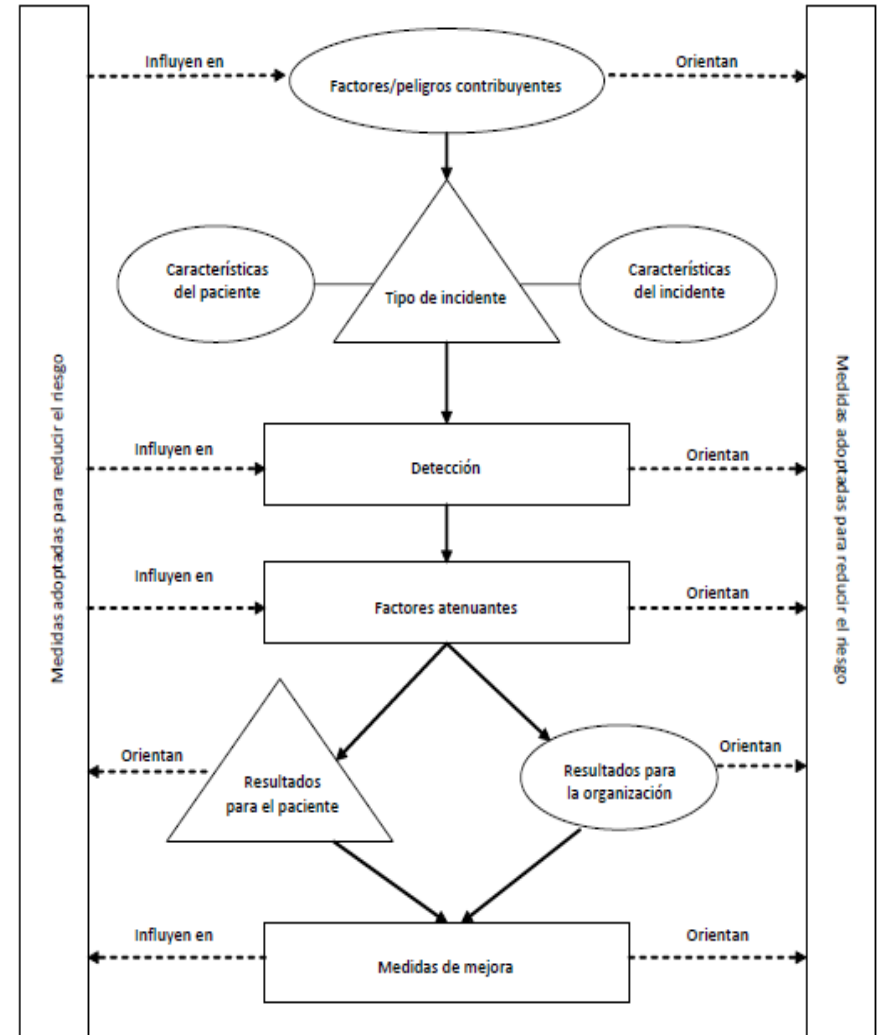 Influyen en
Orientan
Factores/peligros contribuyentes
Características
del paciente
Tipo de incidente
Características
del incidente
Medidas adoptadas para reducir el riesgo
Medidas adoptadas para reducir el riesgo
Influyen en
Detección
Orientan
Influyen en
Factores atenuantes
Orientan
Orientan
Resultados
para el paciente
Resultados para
la organización
Orientan
Influyen en
Medidas de mejora
Orientan